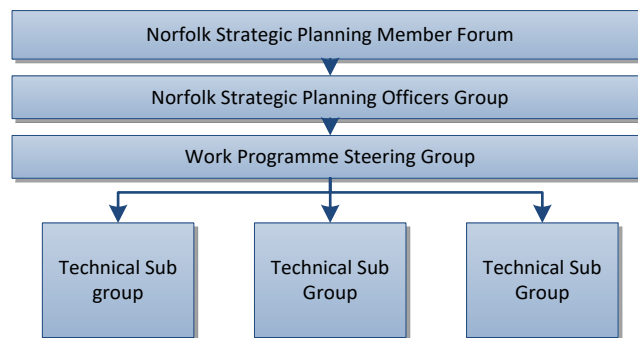 Norfolk Strategic Planning Member Forum
Norfolk Strategic Planning Officers Group
Work Programme Steering Group
Technical Sub
group
Technical Sub
Group
Technical Sub
Group